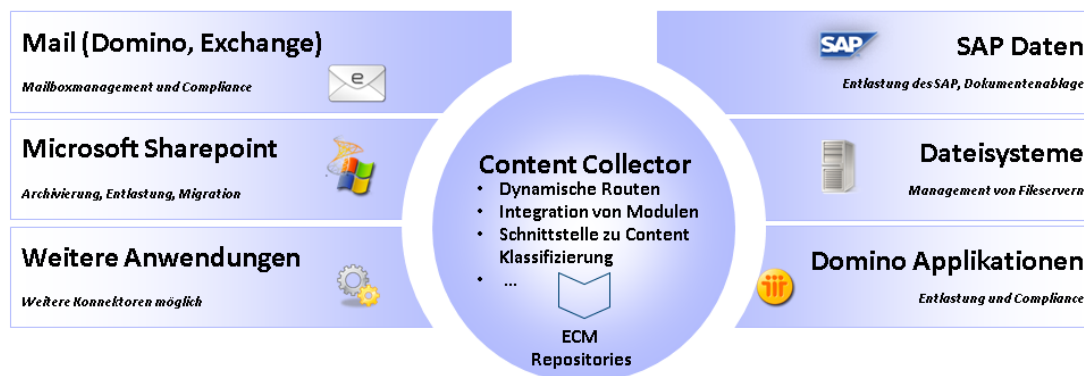 Mail (Domino, Exchange)
Mailboxmanagement und Compliance
e
Microsoft Sharepoint
Archivierung, Entlastung, Migration
Weitere Anwendungen
Weitere Konnektoren möglich
Content Collector
• Dynamische Routen
• Integration von Modulen
• Schnittstelle zu Content
Klassifizierung
• ...
ECM
Repositories
SAP
SAP Daten
Entlastung des SAP, Dokumentenablage
Dateisysteme
Management von Fileservern
Domino Applikationen
Entlastung und Compliance